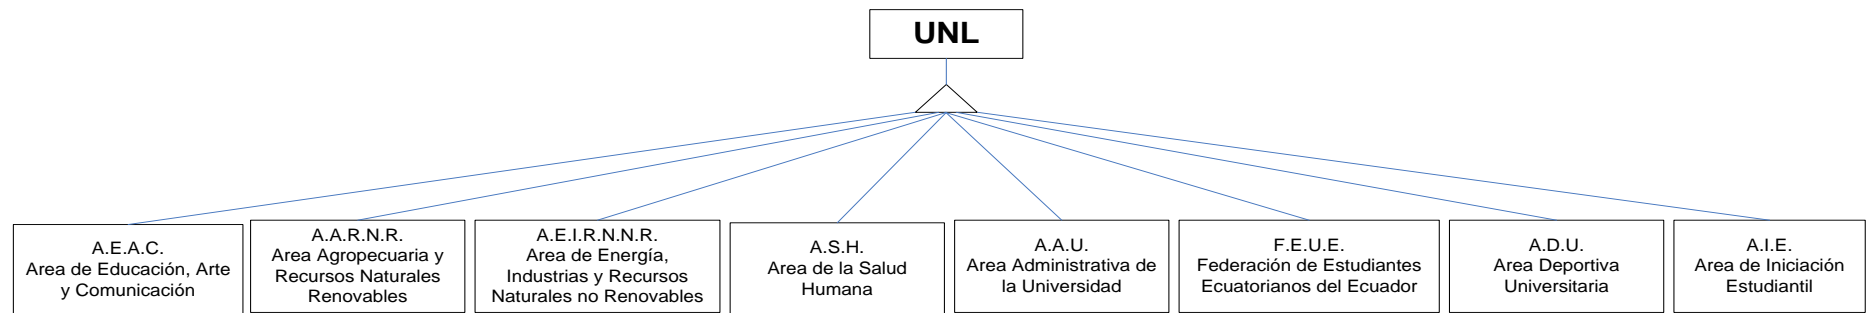 UNL
A.E.A.C.
Area de Educación, Arte
y Comunicación
A.A.R.N.R.
Area Agropecuaria y
Recursos Naturales
Renovables
A.E.I.R.N.N.R.
Area de Energía,
Industrias y Recursos
Naturales no Renovables
A.S.H.
Area de la Salud
Humana
A.A.U.
Area Administrativa de
la Universidad
F.E.U.E.
Federación de Estudiantes
Ecuatorianos del Ecuador
A.D.U.
Area Deportiva
Universitaria
A.I.E.
Area de Iniciación
Estudiantil